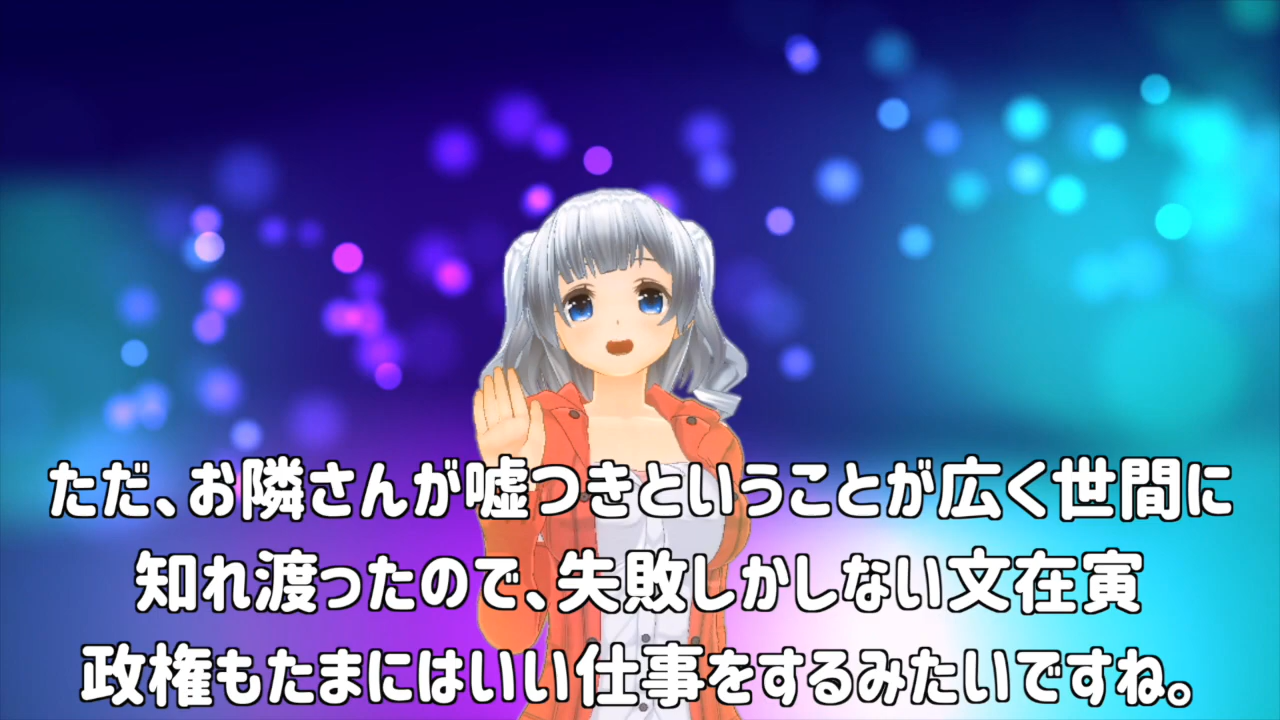 ただ、お隣さんが嘘つきということが広く世間に
知れ渡ったので、失敗しかしない文在寅
政権もたまにはいい仕事をするみたいですね。